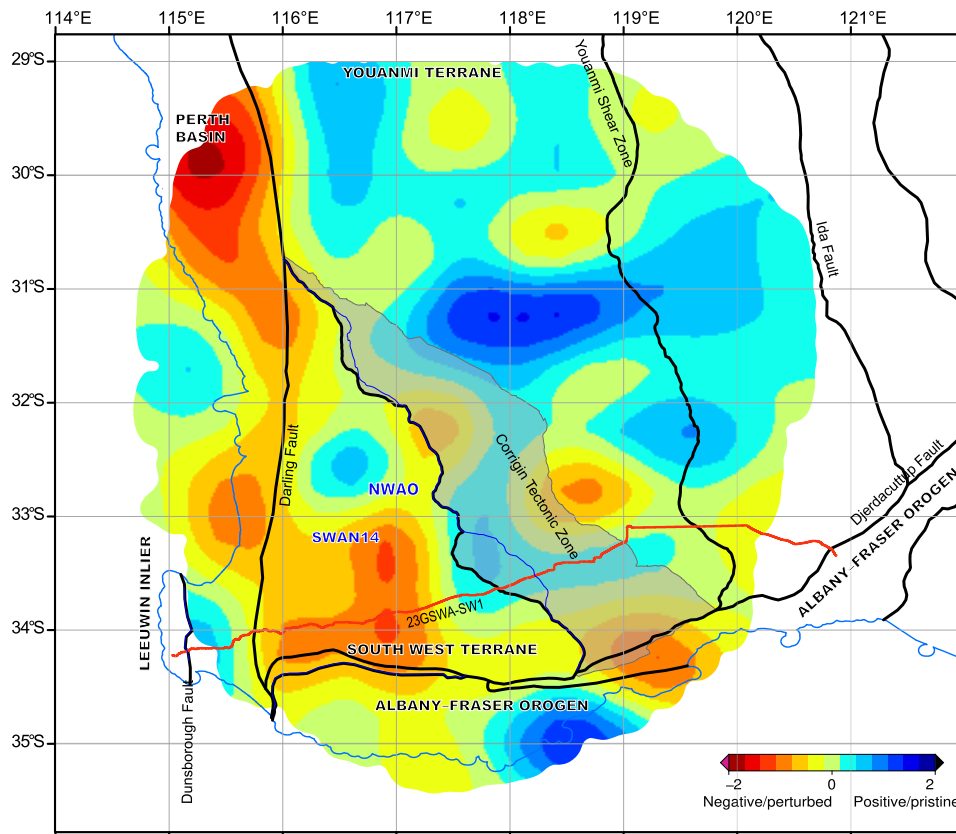 114°E 115°E 116°E 117°E 118°E 119°E 120°E 121°E
29°S
30°S
31°S
32°S
33°S
34°S
35°S
YOUANMI TERRANE
PERTH
BASIN
Youanmi Shear Zone
Ida Fault
Darling Fault
Corrigin Tectonic Zone
NWAO
SWAN14
Djerdacuttup Fault
ALBANY–FRASER OROGEN
LEEUWIN INLIER
23GSWA-SW1
SOUTH WEST TERRANE
ALBANY–FRASER OROGEN
Dunsborough Fault
−2 0 2
Negative/perturbed Positive/pristine